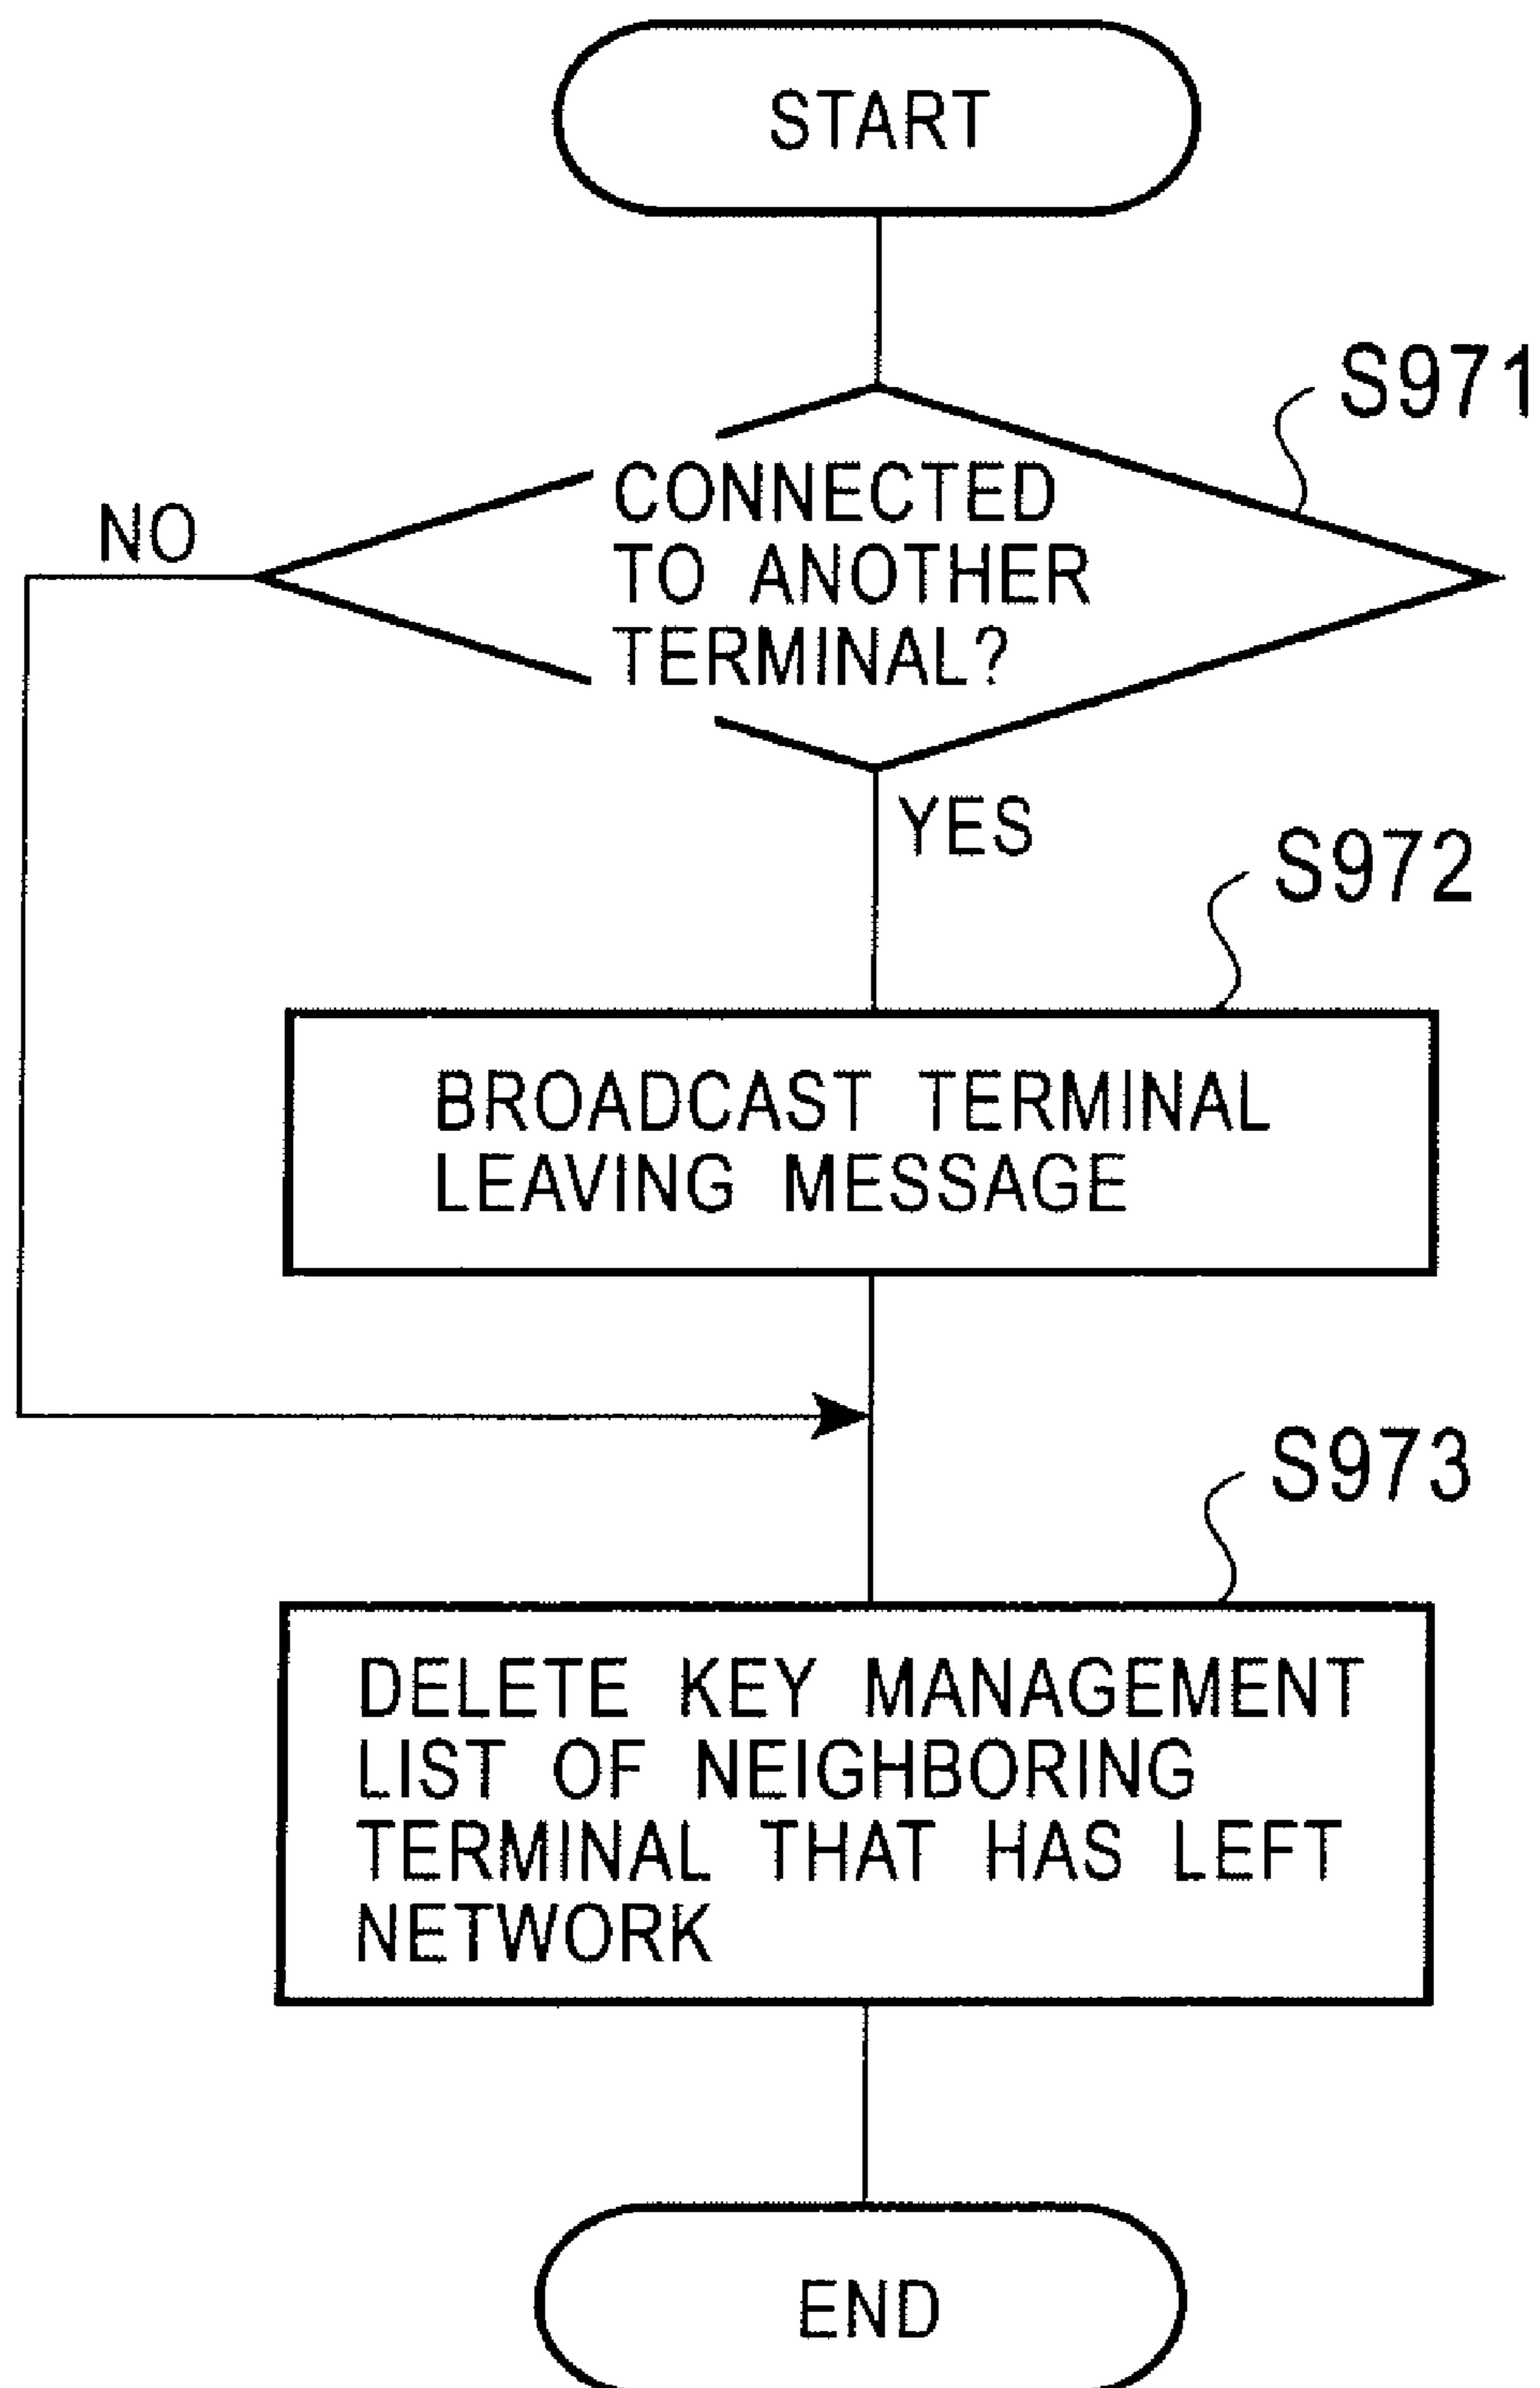 START
S971
CONNECTED
TO ANOTHER
TERMINAL?
NO
YES
S972
BROADCAST TERMINAL
LEAVING MESSAGE
S973
DELETE KEY MANAGEMENT
LIST OF NEIGHBORING
TERMINAL THAT HAS LEFT
NETWORK
END